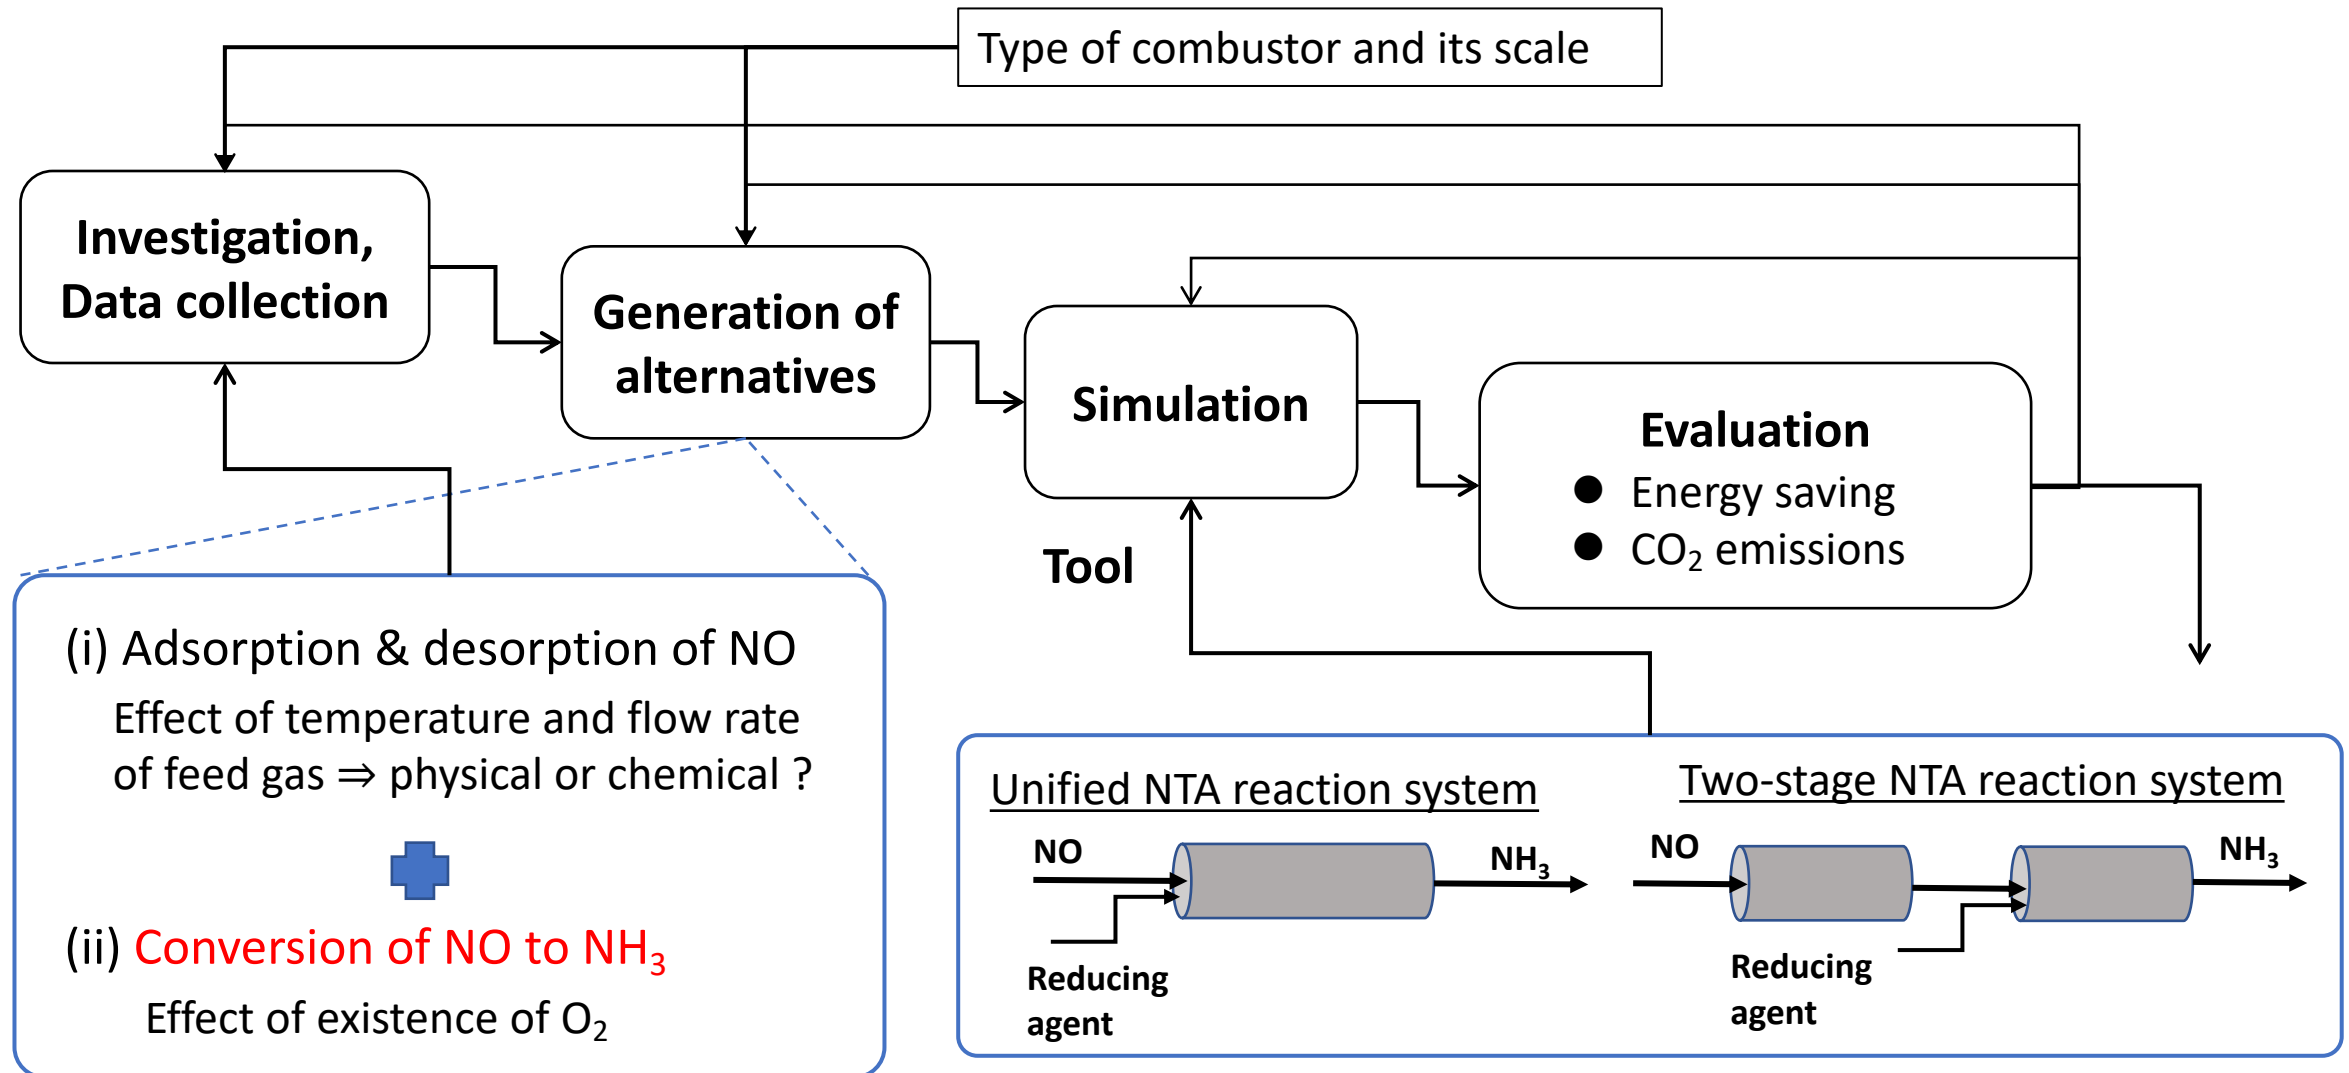 Type of combustor and its scale
Investigation,
Data collection
Generation of
alternatives
Simulation
Evaluation
● Energy saving
● CO₂ emissions
Tool
(i) Adsorption & desorption of NO
Effect of temperature and flow rate
of feed gas ⇒ physical or chemical ?
(ii) Conversion of NO to NH₃
Effect of existence of O₂
Unified NTA reaction system
NO
NH₃
Reducing
agent
Two-stage NTA reaction system
NO
NH₃
Reducing
agent